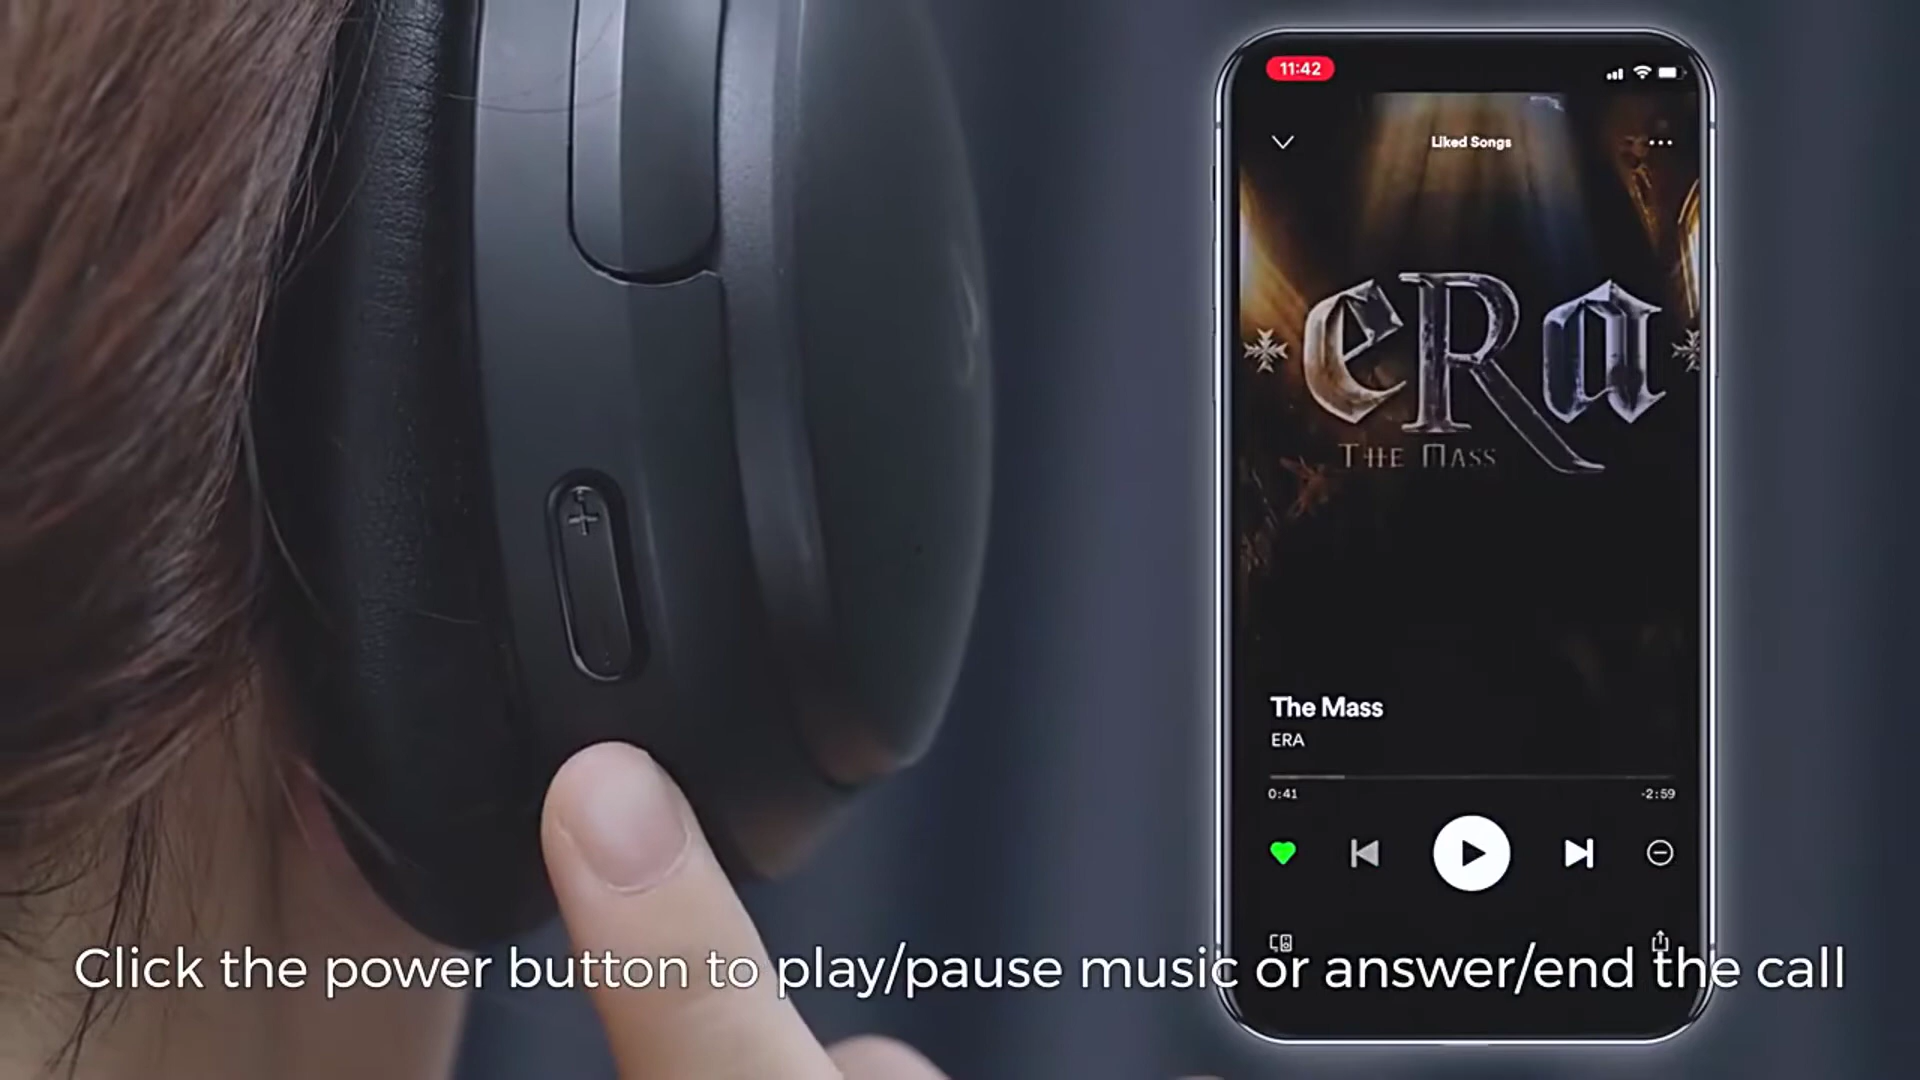 11:42
Liked Songs
eRa
THE MASS
The Mass
ERA
0:41
-2:59
Click the power button to play/pause music or answer/end the call